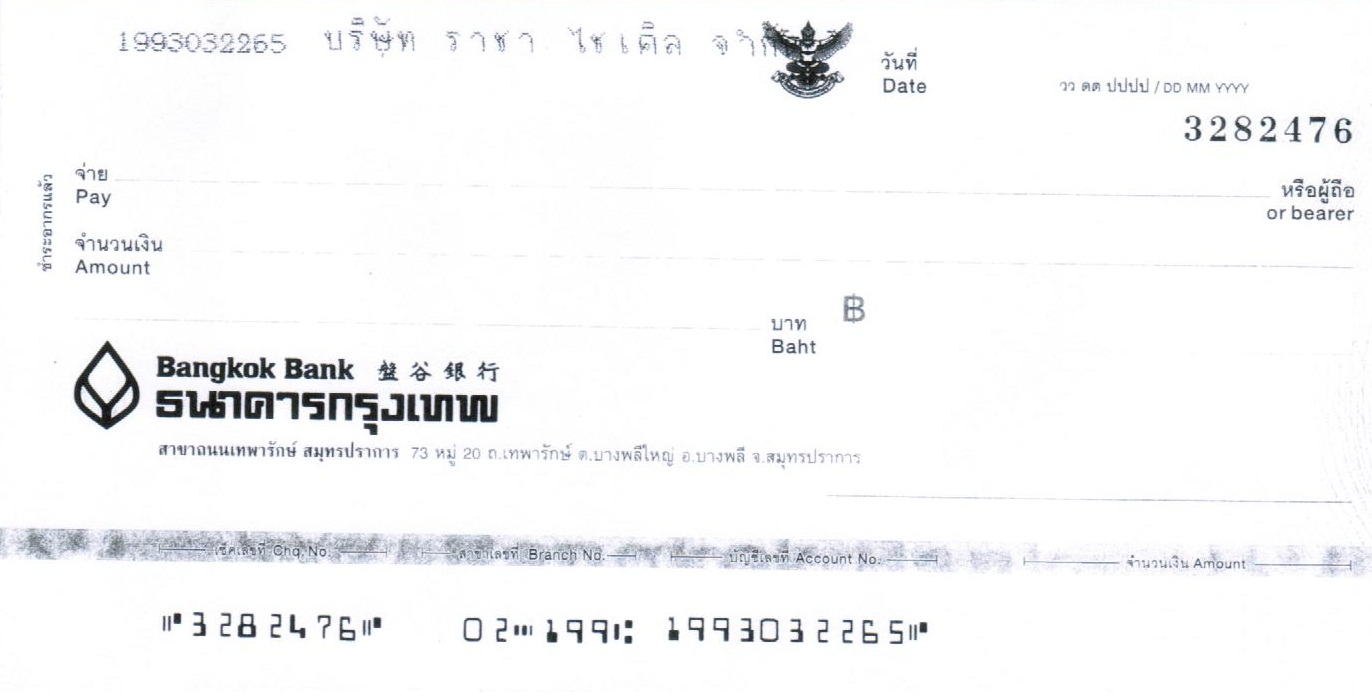 1993032265 บริษัท ราชา ไซเคิล
วันที่
Date
วว ดด ปปปป / DD MM YYYY
3282476
จ่าย
Pay
หรือผู้ถือ
or bearer
ชำระอากรแล้ว
จำนวนเงิน
Amount
บาท
Baht
฿
Bangkok Bank 盤谷銀行
ธนาคารกรุงเทพ
สาขาถนนเทพารักษ์ สมุทรปราการ 73 หมู่ 20 ถ.เทพารักษ์ ต.บางพลีใหญ่ อ.บางพลี จ.สมุทรปราการ
เช็คเลขที่ Chq. No. สาขาเลขที่ Branch No. บัญชีเลขที่ Account No. จำนวนเงิน Amount
⑈3282476⑈ 02⑉199⑆ 1993032265⑈